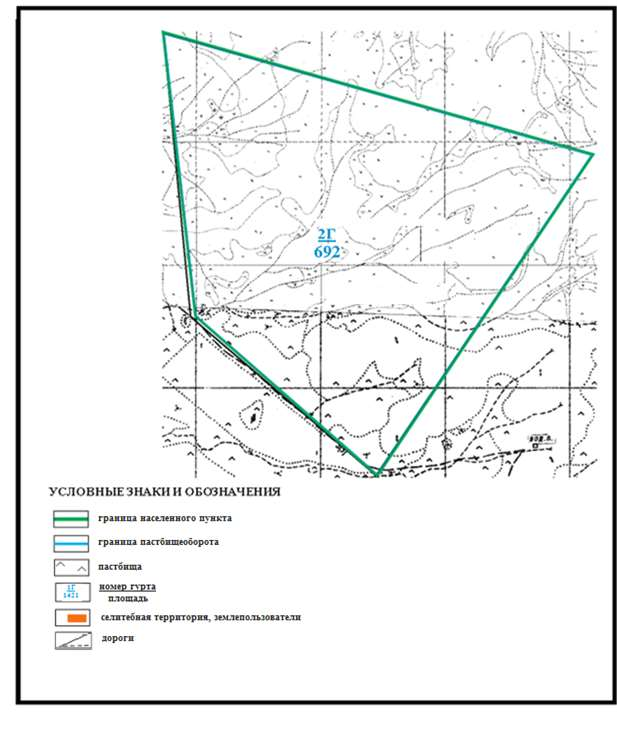 2Г
692
УСЛОВНЫЕ ЗНАКИ И ОБОЗНАЧЕНИЯ
граница населенного пункта
граница пастбищеоборота
пастбища
1Г
1421
номер гурта
площадь
селитебная территория, землепользователи
дороги